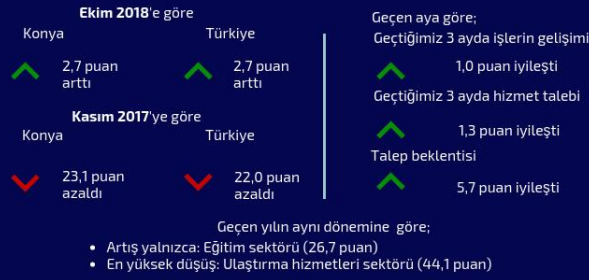 Ekim 2018'e göre
Konya
Türkiye
2,7 puan
arttı
2,7 puan
arttı
Kasım 2017'ye göre
Konya
Türkiye
23,1 puan
azaldı
22,0 puan
azaldı
Geçen aya göre;
Geçtiğimiz 3 ayda işlerin gelişimi
1,0 puan iyileşti
Geçtiğimiz 3 ayda hizmet talebi
1,3 puan iyileşti
Talep beklentisi
5,7 puan iyileşti
Geçen yılın aynı dönemine göre;
• Artış yalnızca: Eğitim sektörü (26,7 puan)
• En yüksek düşüş: Ulaştırma hizmetleri sektörü (44,1 puan)